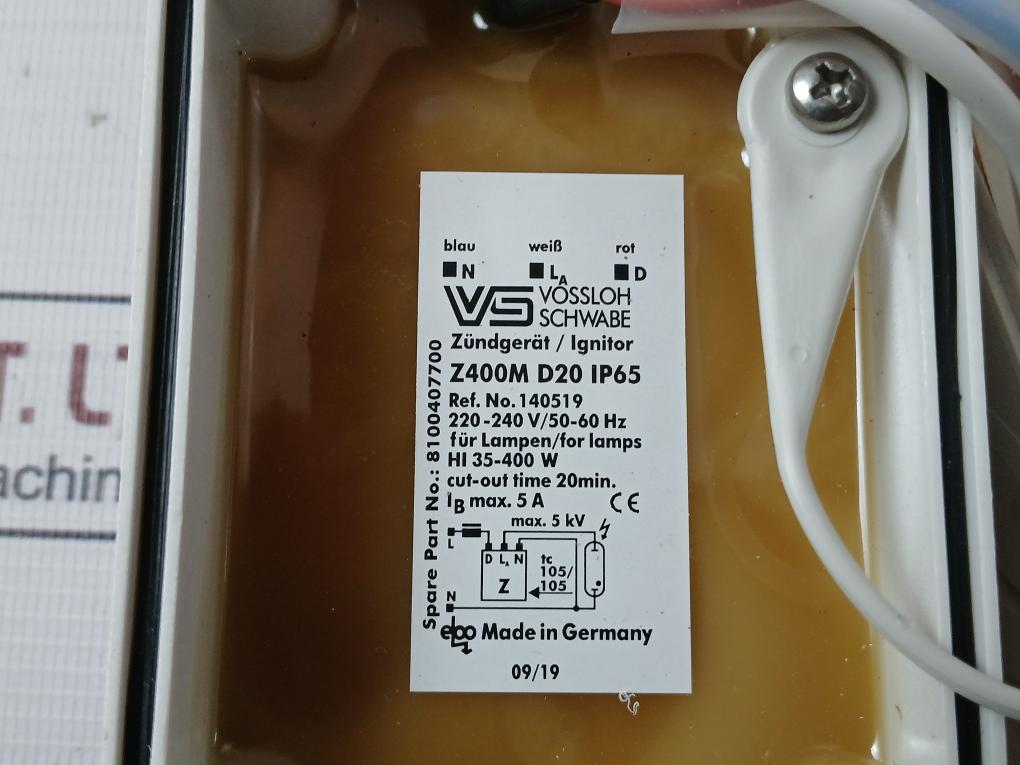 blau weiß rot
N LA D
VS VOSSLOH
SCHWABE
Zündgerät / Ignitor
Z400M D20 IP65
Ref. No. 140519
220-240 V/50-60 Hz
für Lampen/for lamps
HI 35-400 W
cut-out time 20min.
IB max. 5 A CE
max. 5 kV
L
D LA N
Z
tc
105/
105
N
Made in Germany
09/19
Spare Part No.: 8100407700
T. LT
achin